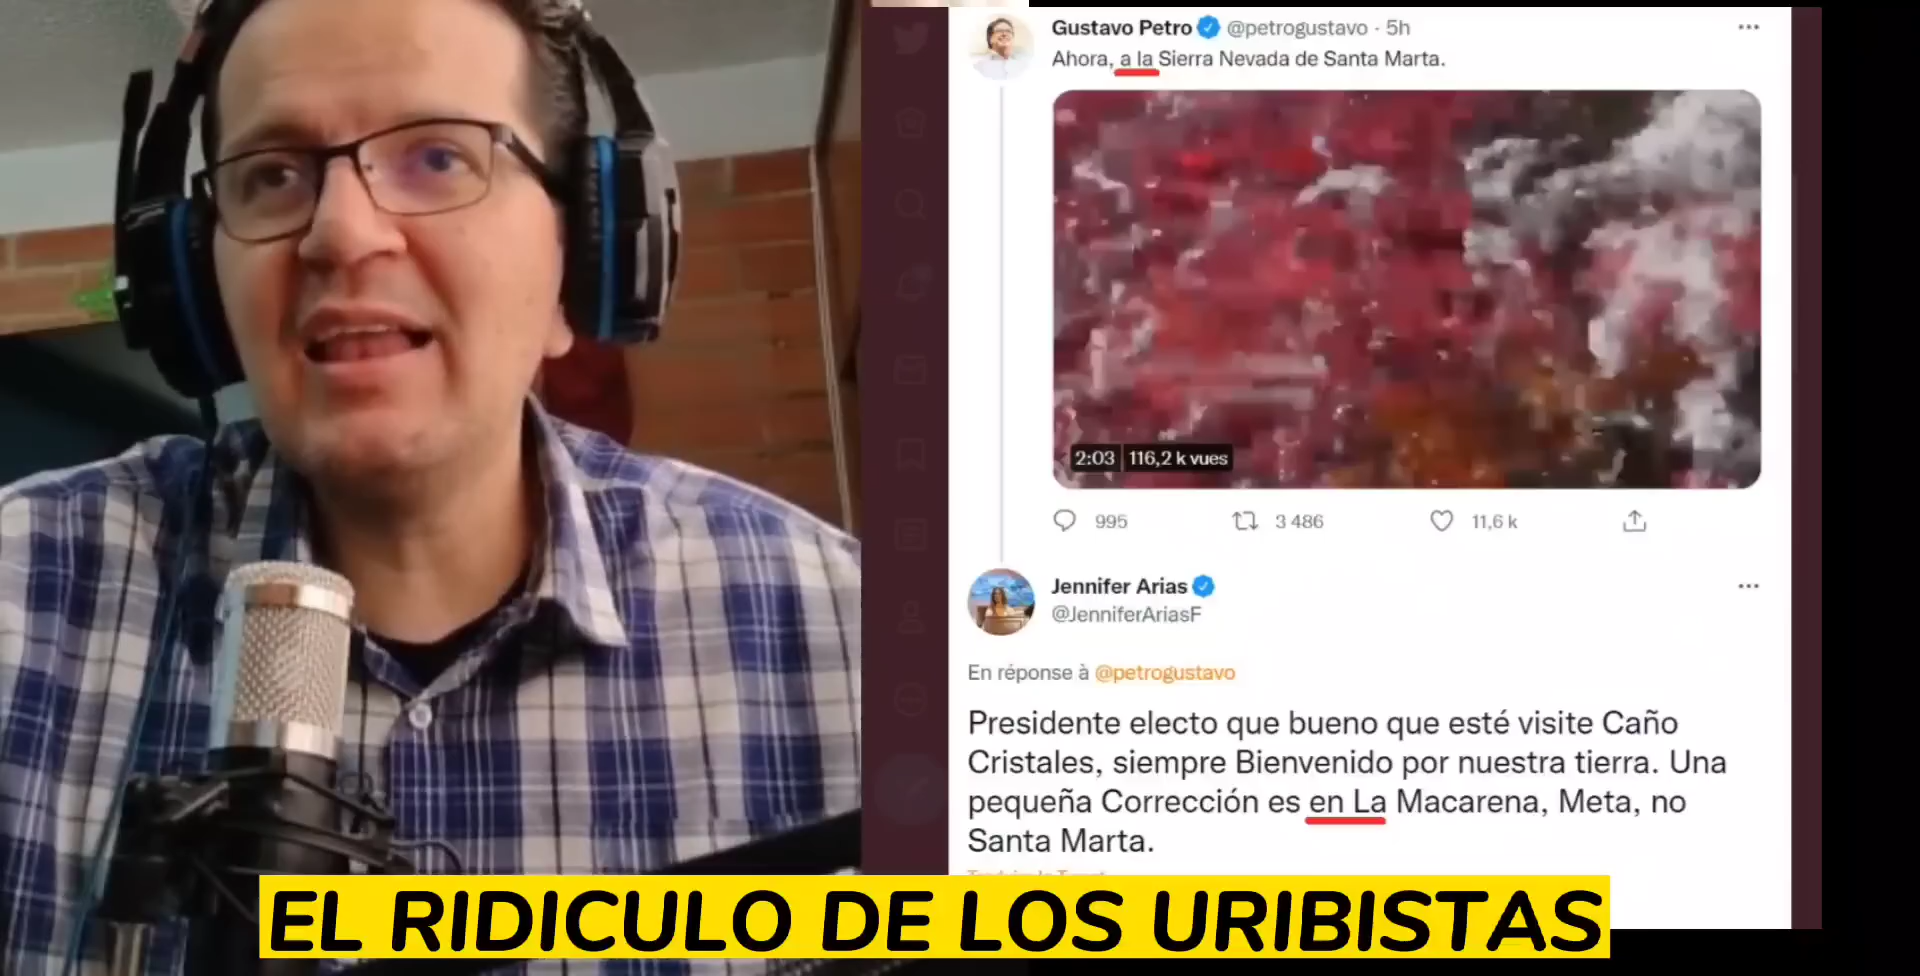 Gustavo Petro @petrogustavo · 5h
Ahora, a la Sierra Nevada de Santa Marta.
2:03 116,2 k vues
995 3 486 11,6 k
Jennifer Arias
@JenniferAriasF
En réponse à @petrogustavo
Presidente electo que bueno que esté visite Caño
Cristales, siempre Bienvenido por nuestra tierra. Una
pequeña Corrección es en La Macarena, Meta, no
Santa Marta.
EL RIDICULO DE LOS URIBISTAS